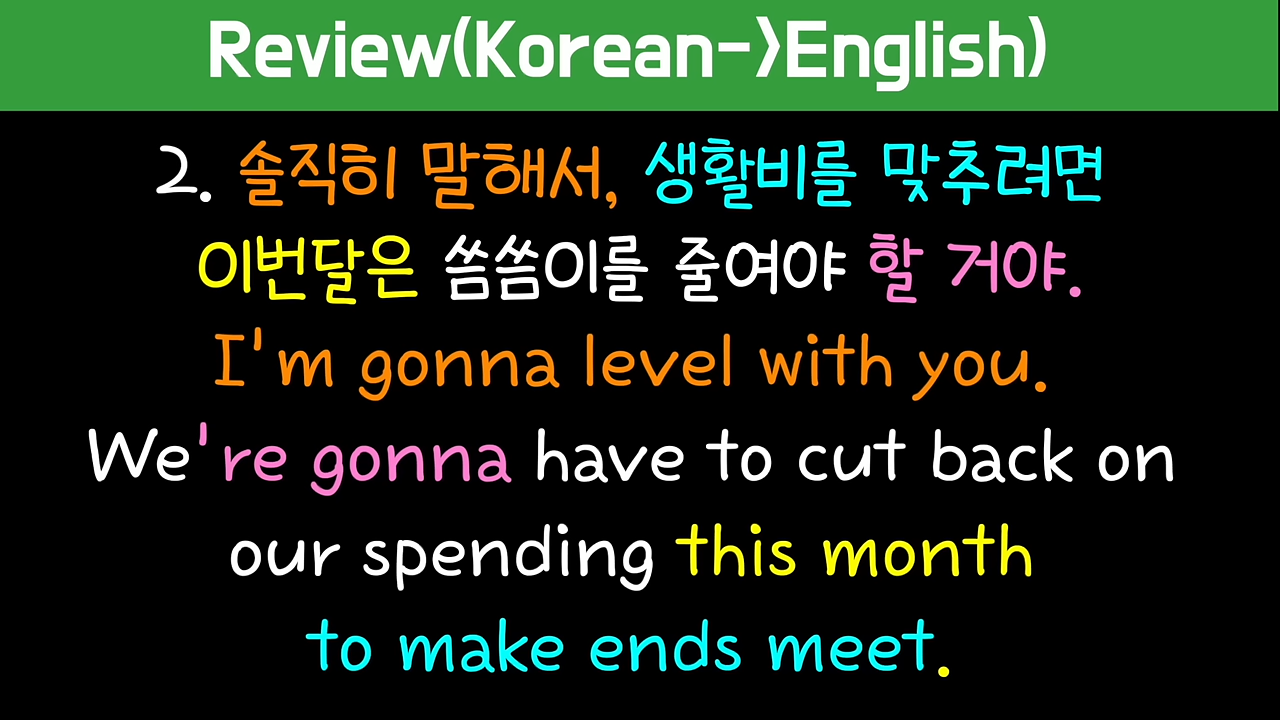 Review(Korean->English)
2. 솔직히 말해서, 생활비를 맞추려면
이번달은 씀씀이를 줄여야 할 거야.
I'm gonna level with you.
We're gonna have to cut back on
our spending this month
to make ends meet.